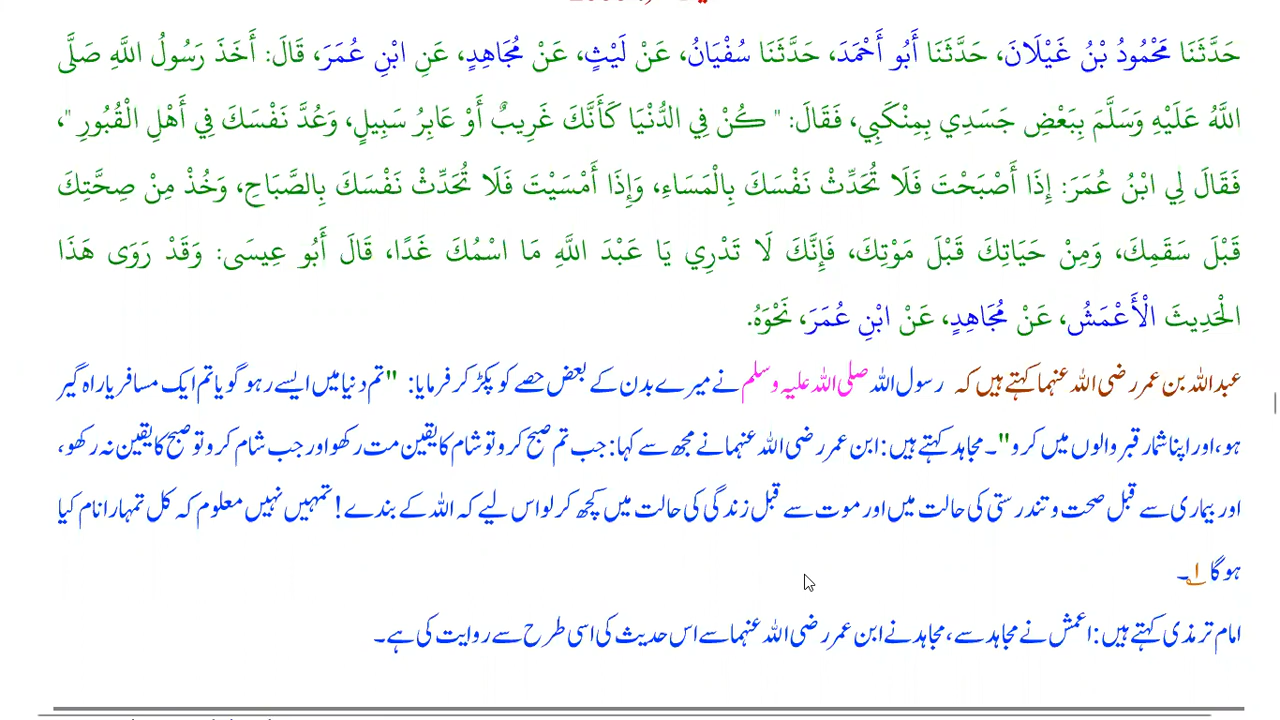 حَدَّثَنَا مَحْمُودُ بْنُ غَيْلَانَ، حَدَّثَنَا أَبُو أَحْمَدَ، حَدَّثَنَا سُفْيَانُ، عَنْ لَيْثٍ، عَنْ مُجَاهِدٍ، عَنِ ابْنِ عُمَرَ، قَالَ: أَخَذَ رَسُولُ اللَّهِ صَلَّى
اللَّهُ عَلَيْهِ وَسَلَّمَ بِبَعْضِ جَسَدِي بِمِنْكَبِي، فَقَالَ: " كُنْ فِي الدُّنْيَا كَأَنَّكَ غَرِيبٌ أَوْ عَابِرُ سَبِيلٍ، وَعُدَّ نَفْسَكَ فِي أَهْلِ الْقُبُورِ "،
فَقَالَ لِي ابْنُ عُمَرَ: إِذَا أَصْبَحْتَ فَلَا تُحَدِّثْ نَفْسَكَ بِالْمَسَاءِ، وَإِذَا أَمْسَيْتَ فَلَا تُحَدِّثْ نَفْسَكَ بِالصَّبَاحِ، وَخُذْ مِنْ صِحَّتِكَ
قَبْلَ سَقَمِكَ، وَمِنْ حَيَاتِكَ قَبْلَ مَوْتِكَ، فَإِنَّكَ لَا تَدْرِي يَا عَبْدَ اللَّهِ مَا اسْمُكَ غَدًا، قَالَ أَبُو عِيسَى: وَقَدْ رَوَى هَذَا
الْحَدِيثَ الْأَعْمَشُ، عَنْ مُجَاهِدٍ، عَنْ ابْنِ عُمَرَ، نَحْوَهُ.
عبداللہ بن عمر رضی اللہ عنہما کہتے ہیں کہ رسول اللہ صلی اللہ علیہ وسلم نے میرے بدن کے بعض حصے کو پکڑ کر فرمایا: "تم دنیا میں ایسے رہو گویا تم ایک مسافر یا راہ گیر
ہو، اور اپنا شمار قبر والوں میں کرو"۔ مجاہد کہتے ہیں: ابن عمر رضی اللہ عنہما نے مجھ سے کہا: جب تم صبح کرو تو شام کا یقین مت رکھو اور جب شام کرو تو صبح کا یقین نہ رکھو،
اور بیماری سے قبل صحت و تندرستی کی حالت میں اور موت سے قبل زندگی کی حالت میں کچھ کر لو اس لیے کہ اللہ کے بندے! تمہیں نہیں معلوم کہ کل تمہارا نام کیا
ہو گا ۱؎۔
امام ترمذی کہتے ہیں: اعمش نے مجاہد سے، مجاہد نے ابن عمر رضی اللہ عنہما سے اس حدیث کی اسی طرح سے روایت کی ہے۔